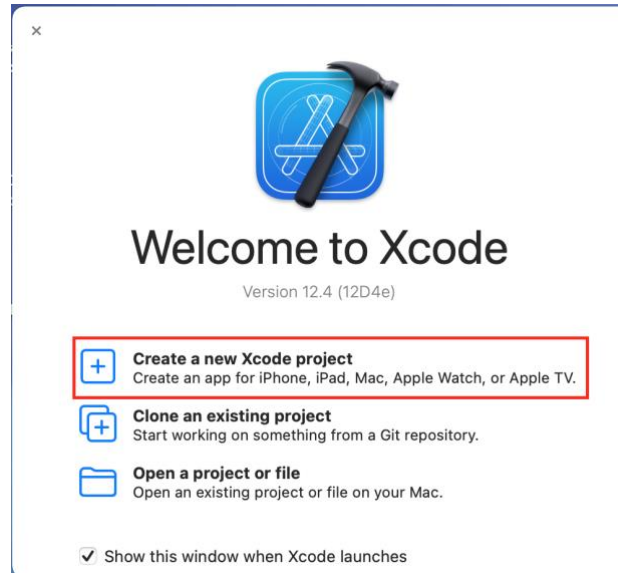 Welcome to Xcode
Version 12.4 (12D4e)
Create a new Xcode project
Create an app for iPhone, iPad, Mac, Apple Watch, or Apple TV.
Clone an existing project
Start working on something from a Git repository.
Open a project or file
Open an existing project or file on your Mac.
Show this window when Xcode launches